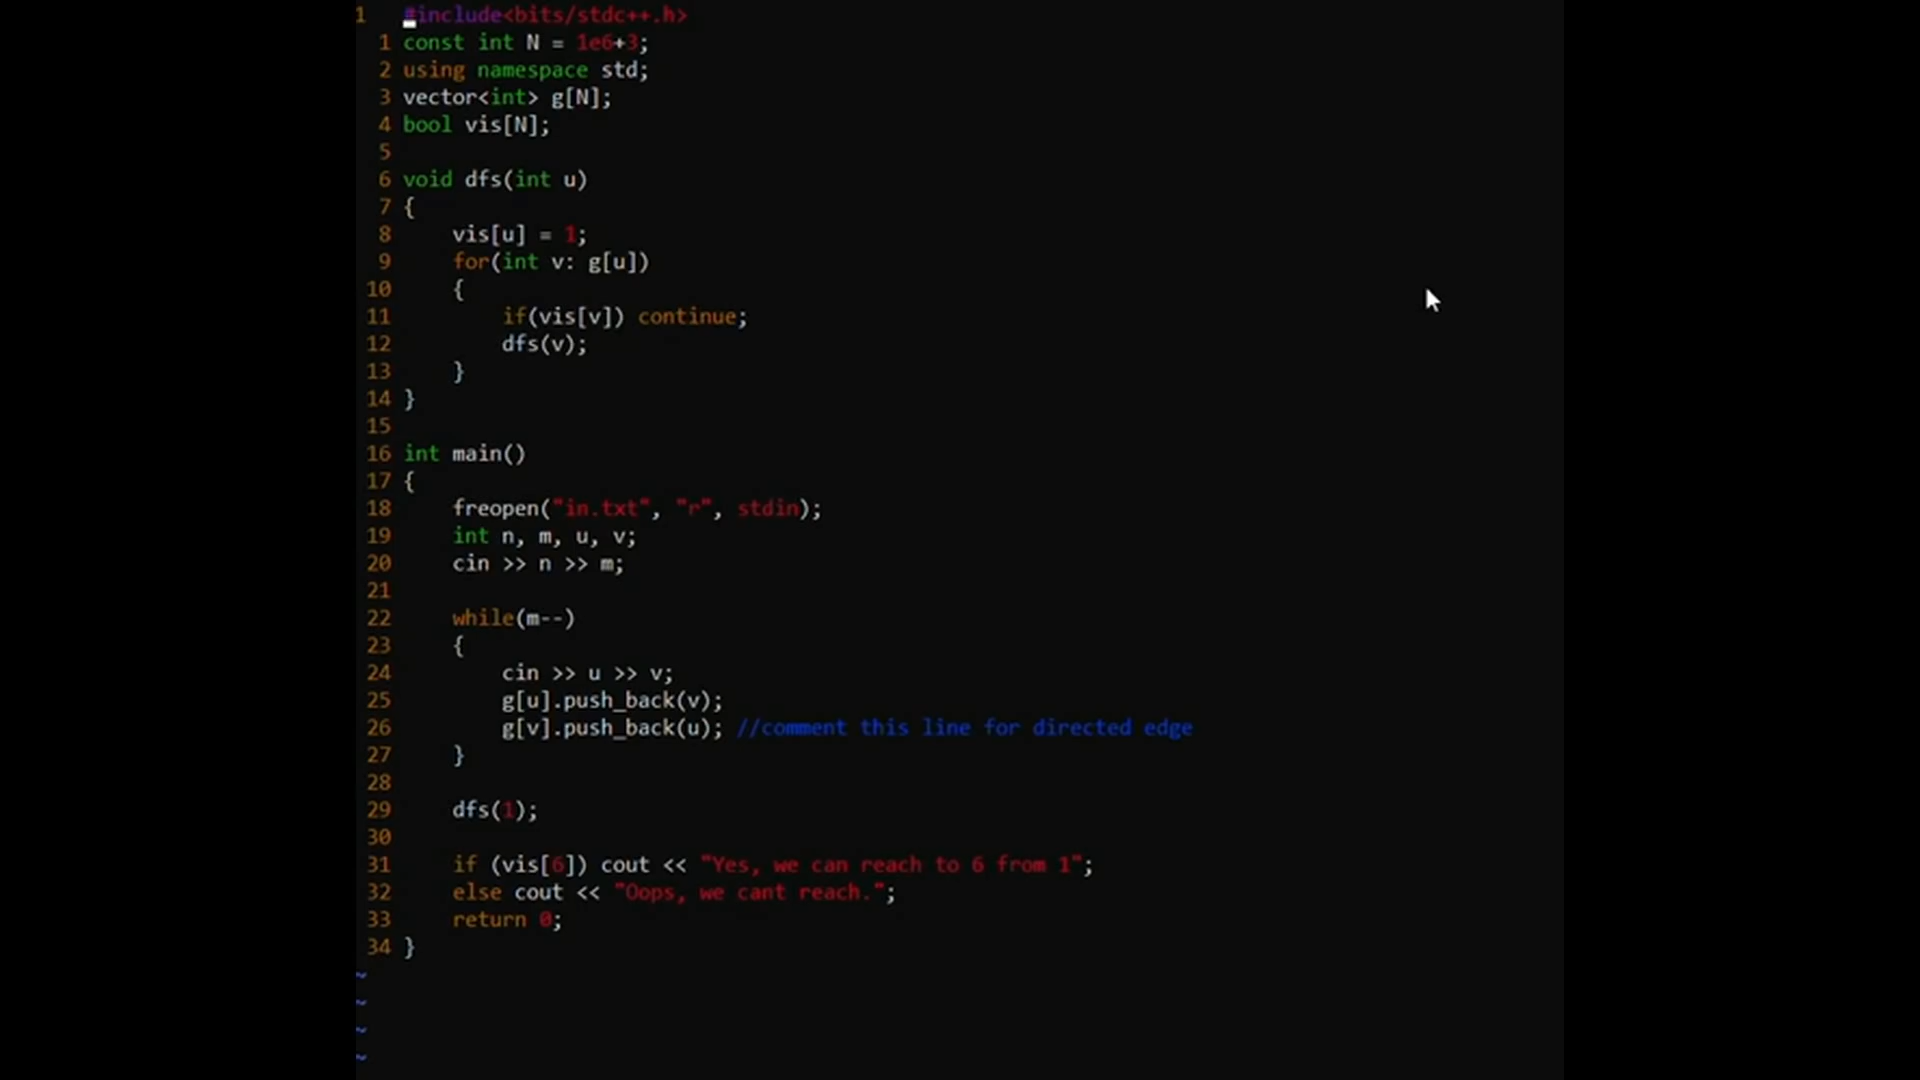 1 #include<bits/stdc++.h>
1 const int N = 1e6+3;
2 using namespace std;
3 vector<int> g[N];
4 bool vis[N];
5
6 void dfs(int u)
7 {
8     vis[u] = 1;
9     for(int v: g[u])
10     {
11         if(vis[v]) continue;
12         dfs(v);
13     }
14 }
15
16 int main()
17 {
18     freopen("in.txt", "r", stdin);
19     int n, m, u, v;
20     cin >> n >> m;
21
22     while(m--)
23     {
24         cin >> u >> v;
25         g[u].push_back(v);
26         g[v].push_back(u); //comment this line for directed edge
27     }
28
29     dfs(1);
30
31     if (vis[6]) cout << "Yes, we can reach to 6 from 1";
32     else cout << "Oops, we cant reach.";
33     return 0;
34 }
~
~
~
~